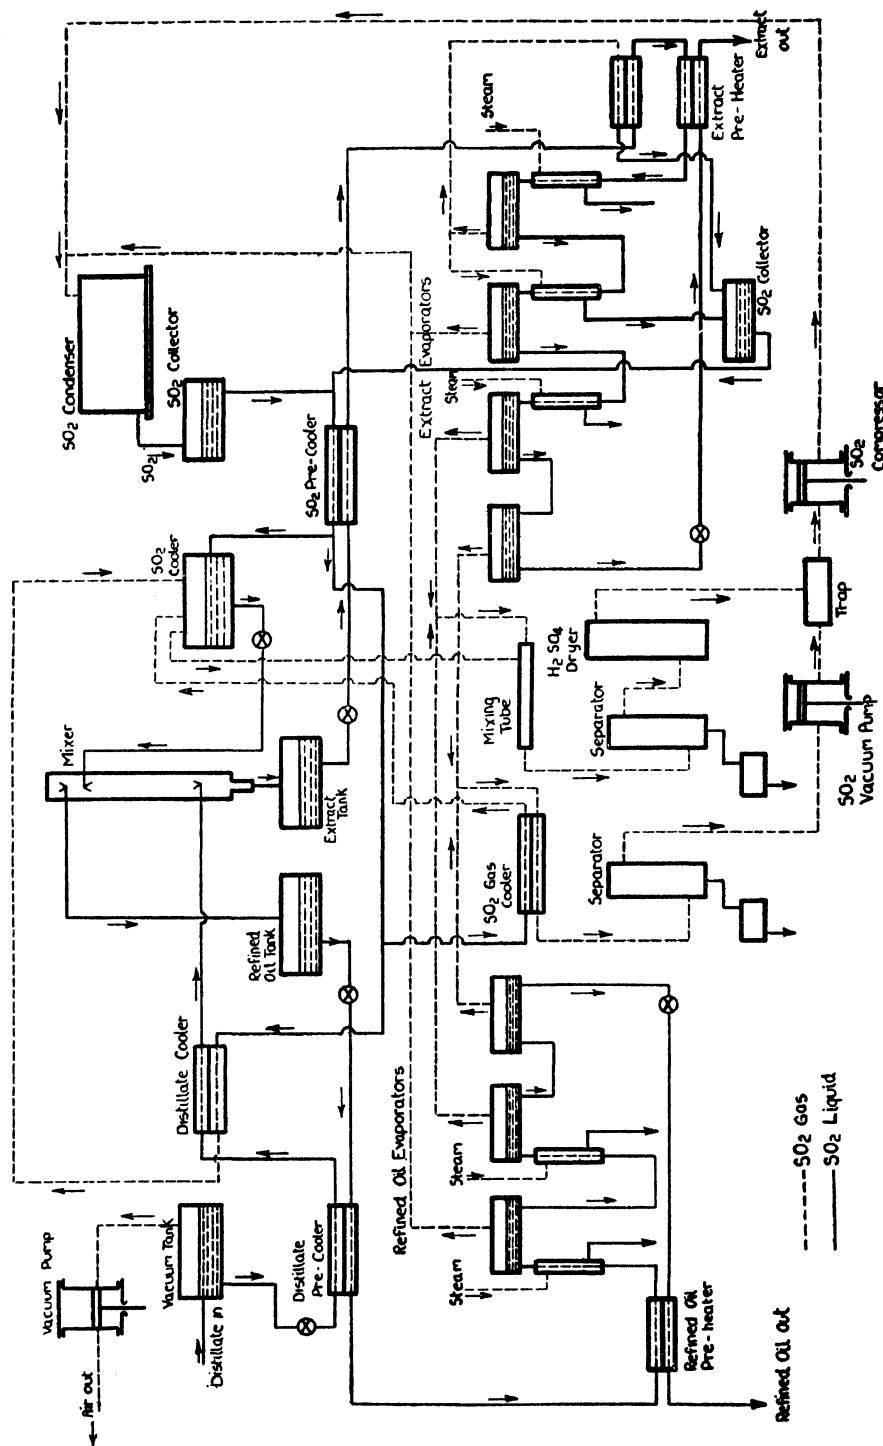 Vacuum Pump
Air out
Vacuum Tank
Distillate in
Distillate
Pre-Cooler
Distillate Cooler
Refined
Oil Tank
Mixer
Extract
Tank
SO2
Cooler
SO2 Pre-Cooler
SO2 Condenser
SO2
SO2 Collector
Refined Oil Evaporators
Steam
Steam
Refined Oil
Pre-heater
Refined Oil out
SO2 Gas
Cooler
Separator
Mixing
Tube
Separator
H2 SO4
Dryer
SO2
Vacuum Pump
Trap
SO2
Compressor
Extract Evaporators
Steam
Steam
SO2 Collector
Extract
Pre-Heater
Extract
out
SO2 Gas
SO2 Liquid